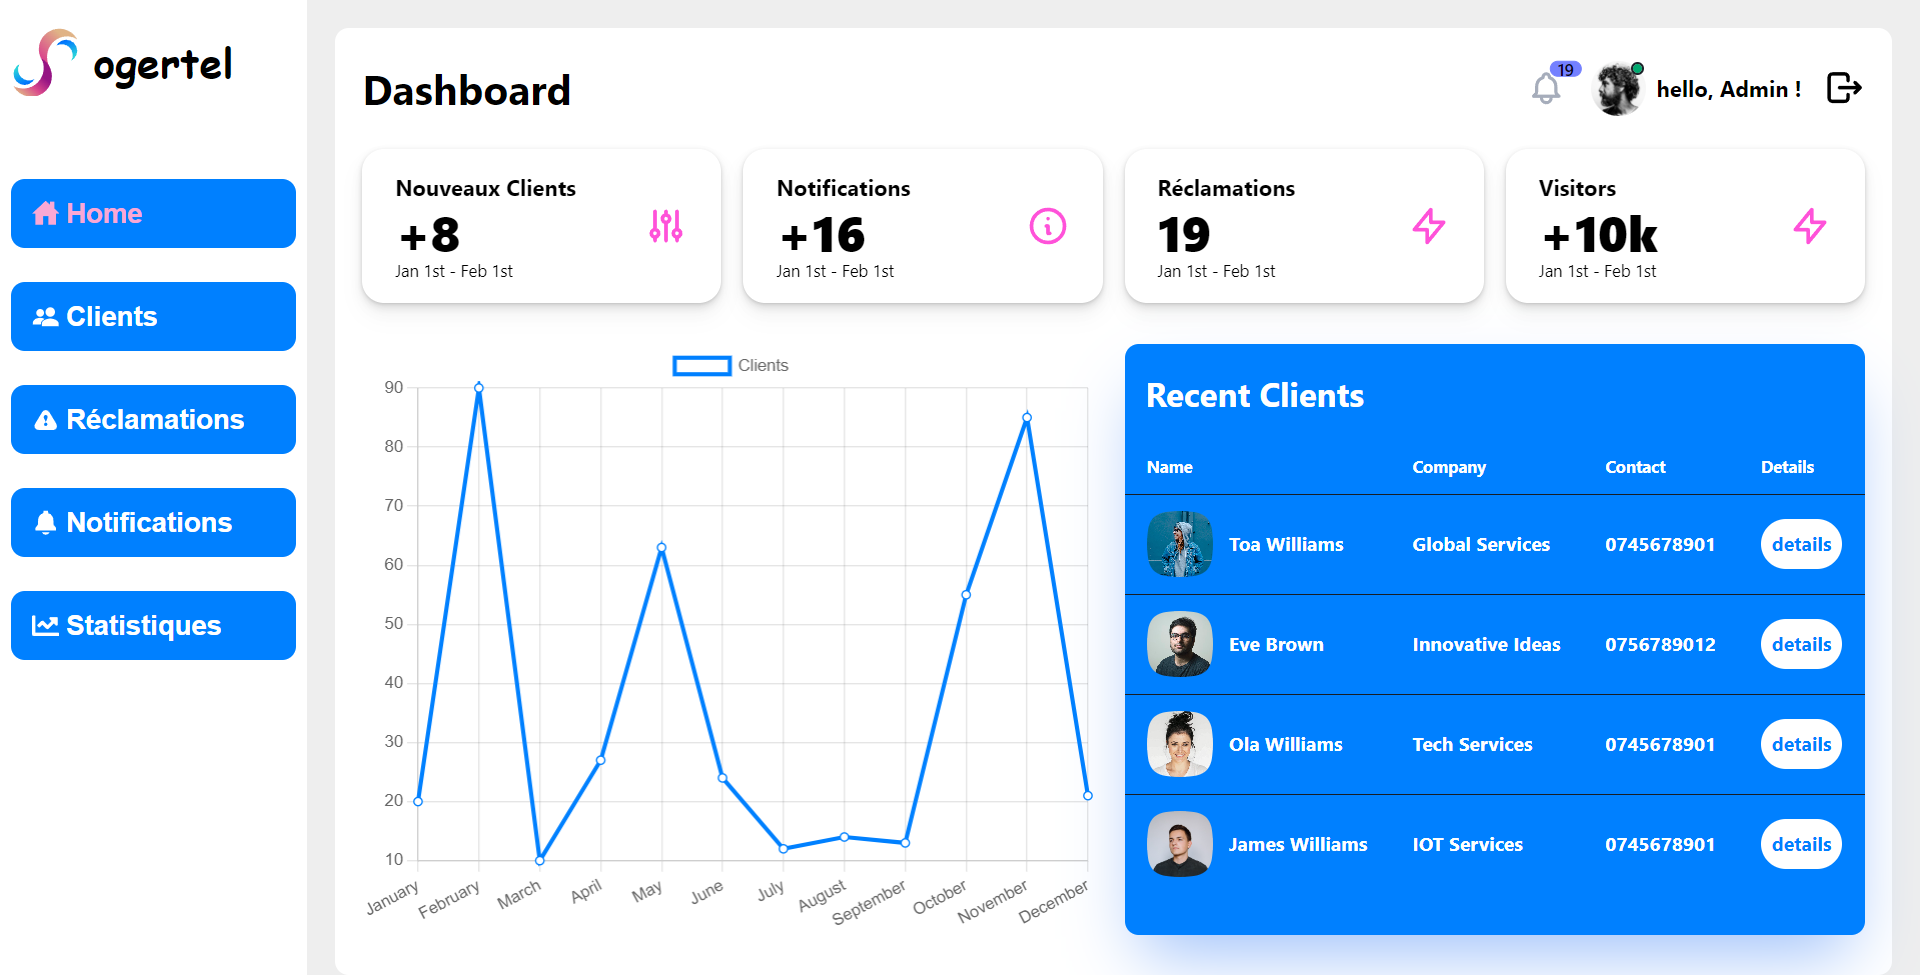 ogertel
Home
Clients
Réclamations
Notifications
Statistiques
Dashboard
19
hello, Admin !
Nouveaux Clients
+8
Jan 1st - Feb 1st
Notifications
+16
Jan 1st - Feb 1st
Réclamations
19
Jan 1st - Feb 1st
Visitors
+10k
Jan 1st - Feb 1st
Clients
90
80
70
60
50
40
30
20
10
January
February
March
April
May
June
July
August
September
October
November
December
Recent Clients
Name Company Contact Details
Toa Williams Global Services 0745678901 details
Eve Brown Innovative Ideas 0756789012 details
Ola Williams Tech Services 0745678901 details
James Williams IOT Services 0745678901 details